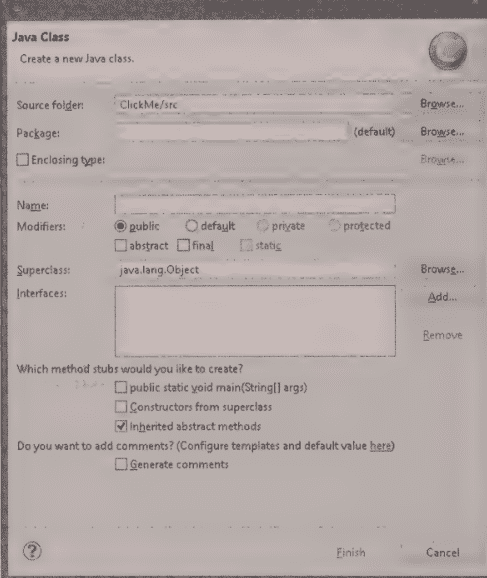 Java Class
Create a new Java class.
Source folder: ClickMe/src Browse...
Package: (default) Browse...
Enclosing type: Browse...
Name:
Modifiers: public default private protected
abstract final static
Superclass: java.lang.Object Browse...
Interfaces: Add...
Remove
Which method stubs would you like to create?
public static void main(String[] args)
Constructors from superclass
Inherited abstract methods
Do you want to add comments? (Configure templates and default value here)
Generate comments
? Finish Cancel